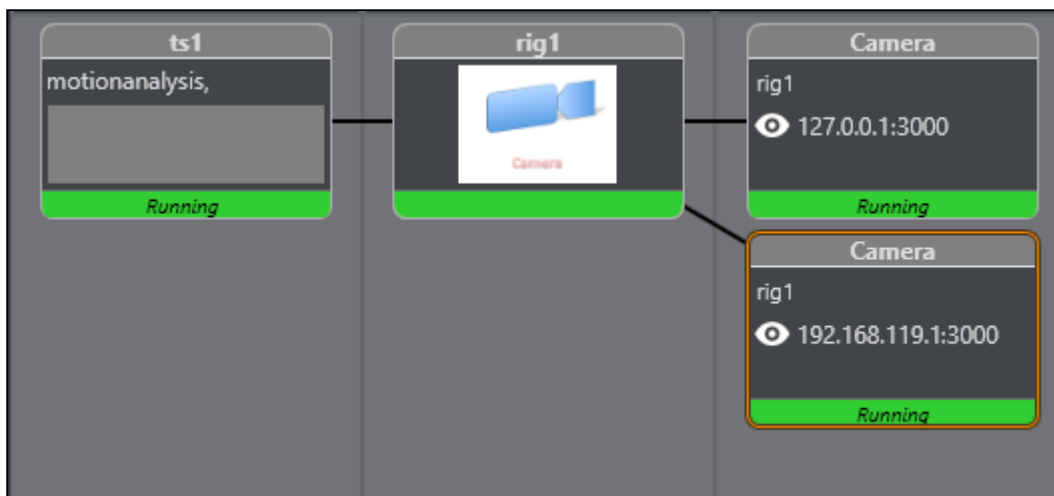 ts1
motionanalysis,
Running
rig1
Camera
Camera
rig1
127.0.0.1:3000
Running
Camera
rig1
192.168.119.1:3000
Running